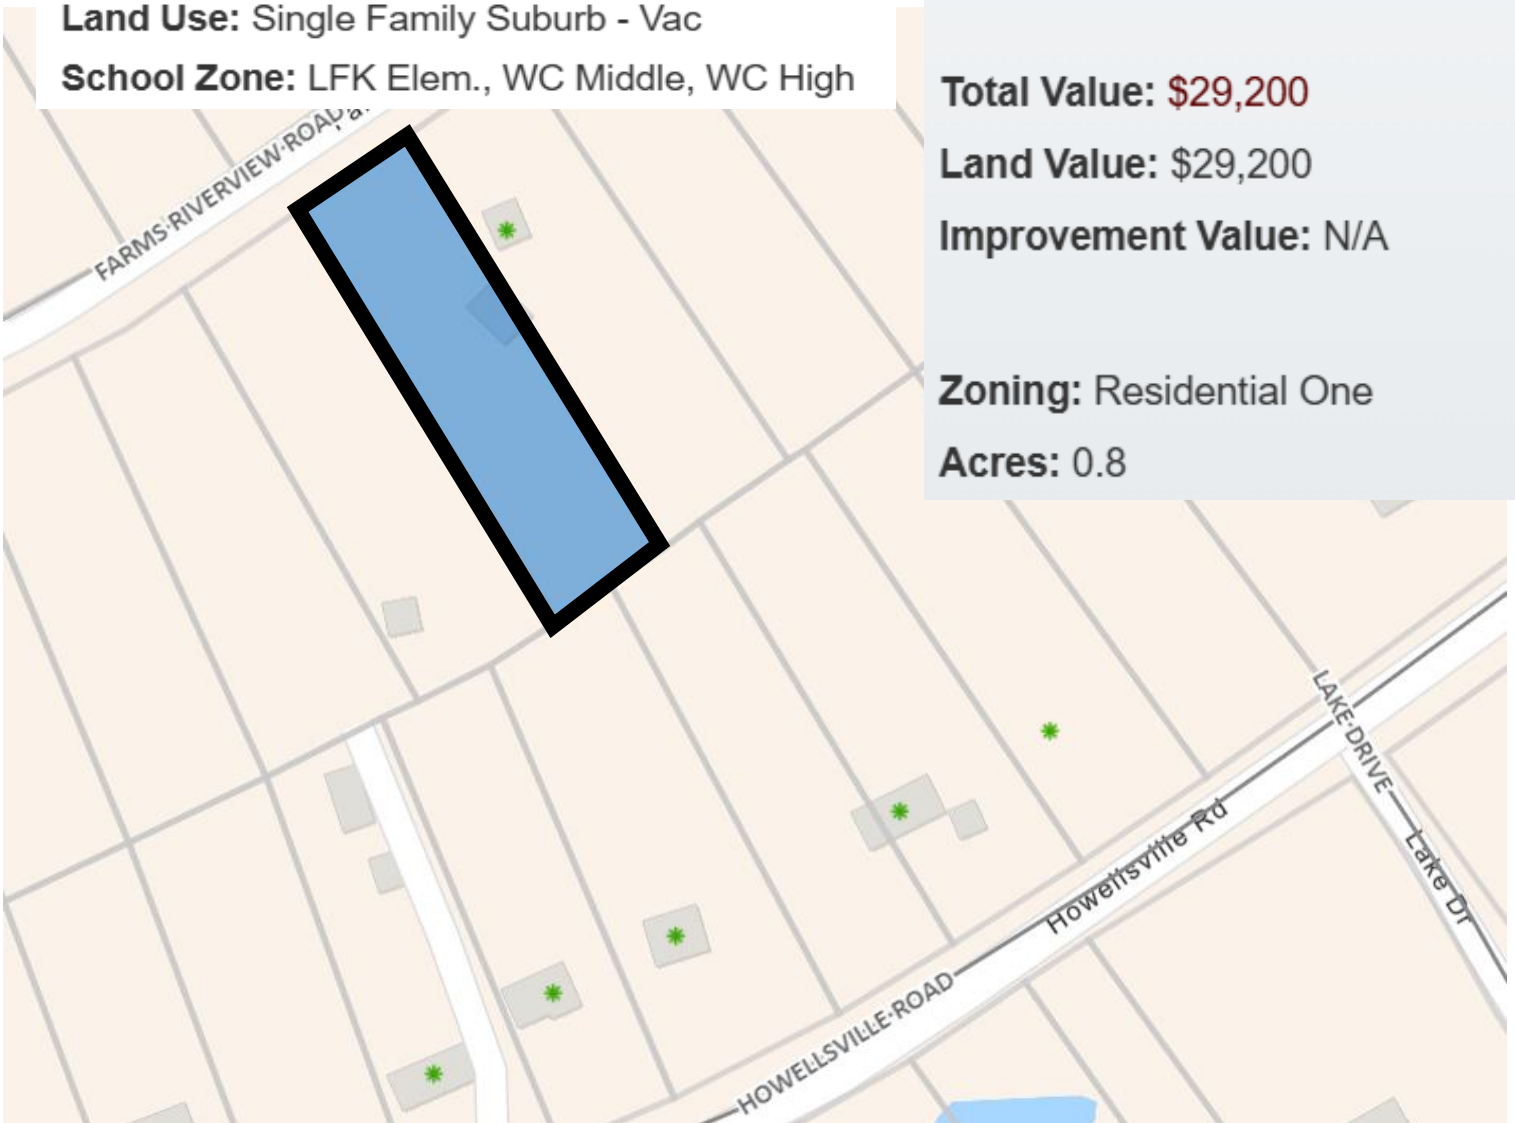 Land Use: Single Family Suburb - Vac
School Zone: LFK Elem., WC Middle, WC High
Total Value: $29,200
Land Value: $29,200
Improvement Value: N/A
Zoning: Residential One
Acres: 0.8
FARMS RIVERVIEW ROAD
LAKE DRIVE
Lake Dr
Howellsville Rd
HOWELLSVILLE ROAD